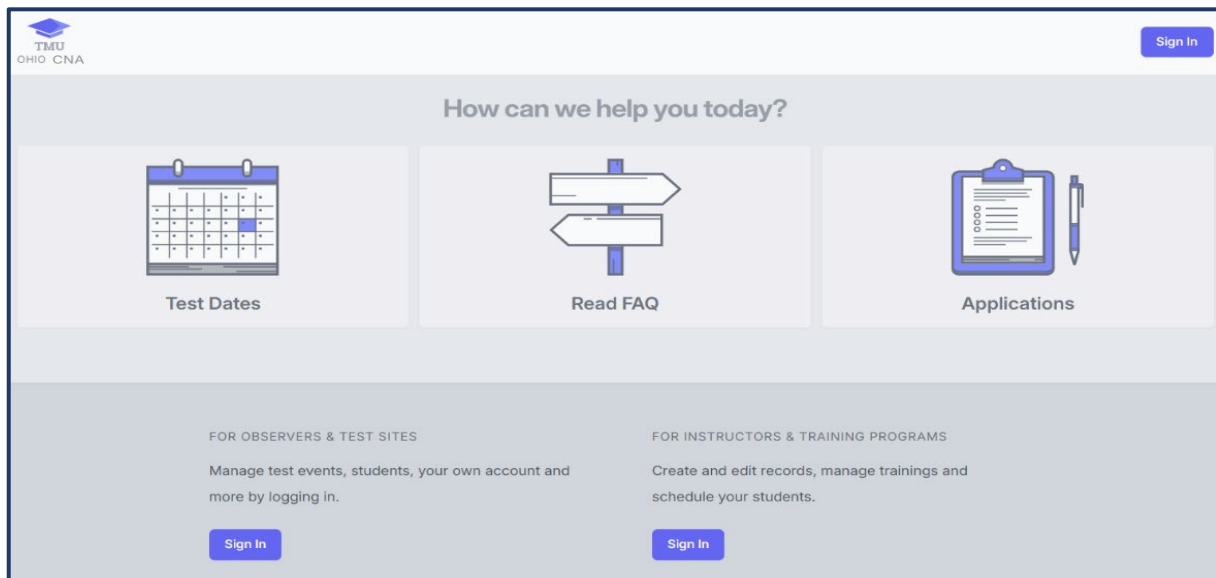 TMU
OHIO CNA
Sign In
How can we help you today?
Test Dates
Read FAQ
Applications
FOR OBSERVERS & TEST SITES
Manage test events, students, your own account and
more by logging in.
Sign In
FOR INSTRUCTORS & TRAINING PROGRAMS
Create and edit records, manage trainings and
schedule your students.
Sign In